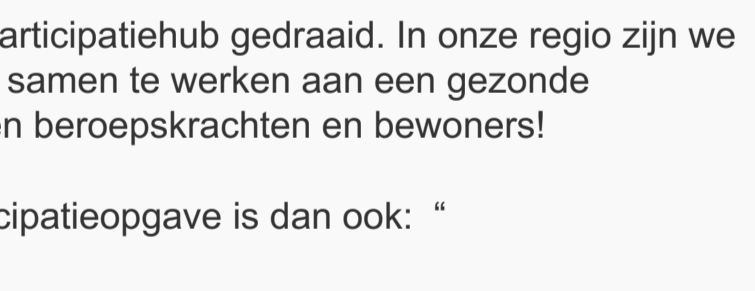 articipatiehub gedraaid. In onze regio zijn we
samen te werken aan een gezonde
en beroepskrachten en bewoners!
cipatieopgave is dan ook: “